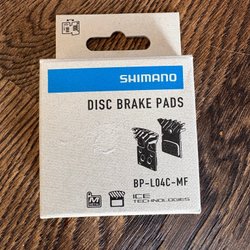 SHIMANO
DISC BRAKE PADS
BP-L04C-MF
M
ICE
TECHNOLOGIES